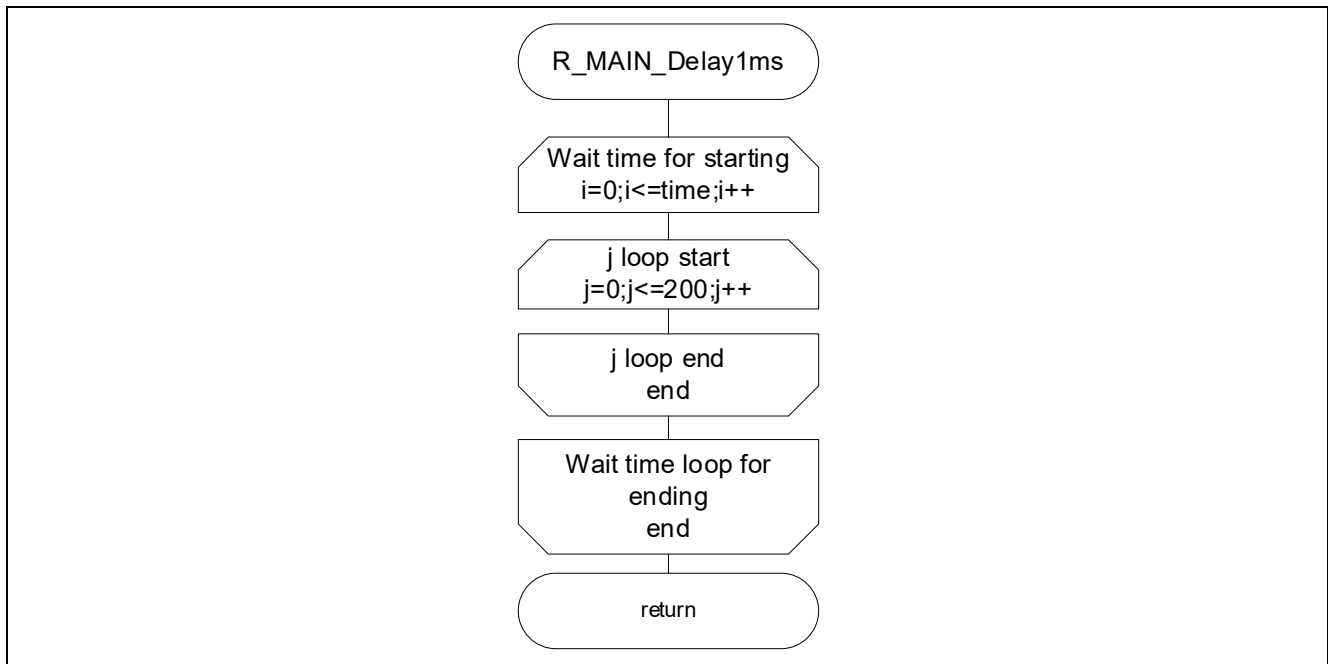 R_MAIN_Delay1ms
Wait time for starting
i=0;i<=time;i++
j loop start
j=0;j<=200;j++
j loop end
end
Wait time loop for
ending
end
return